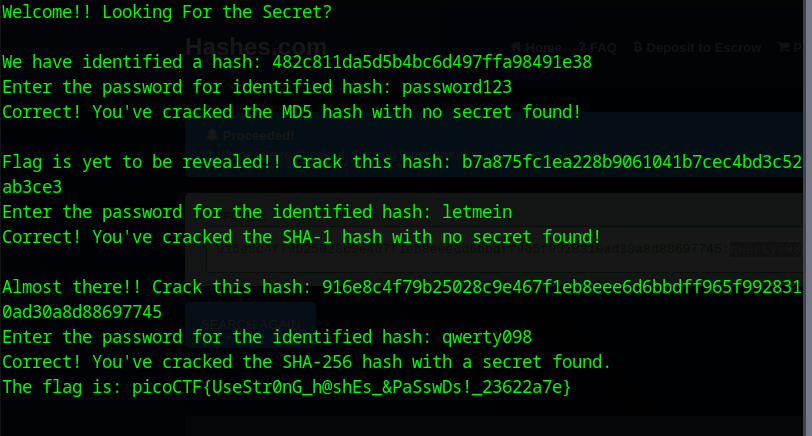 Welcome!! Looking For the Secret?
Hashes.com
Home
FAQ
Deposit to Escrow
We have identified a hash: 482c811da5d5b4bc6d497ffa98491e38
Enter the password for identified hash: password123
Correct! You've cracked the MD5 hash with no secret found!
Proceeded!
Flag is yet to be revealed!! Crack this hash: b7a875fc1ea228b9061041b7cec4bd3c52
ab3ce3
Enter the password for the identified hash: letmein
Correct! You've cracked the SHA-1 hash with no secret found!
Almost there!! Crack this hash: 916e8c4f79b25028c9e467f1eb8eee6d6bbdff965f992831
0ad30a8d88697745
Enter the password for the identified hash: qwerty098
Correct! You've cracked the SHA-256 hash with a secret found.
The flag is: picoCTF{UseStr0nG_h@shEs_&PaSswDs!_23622a7e}